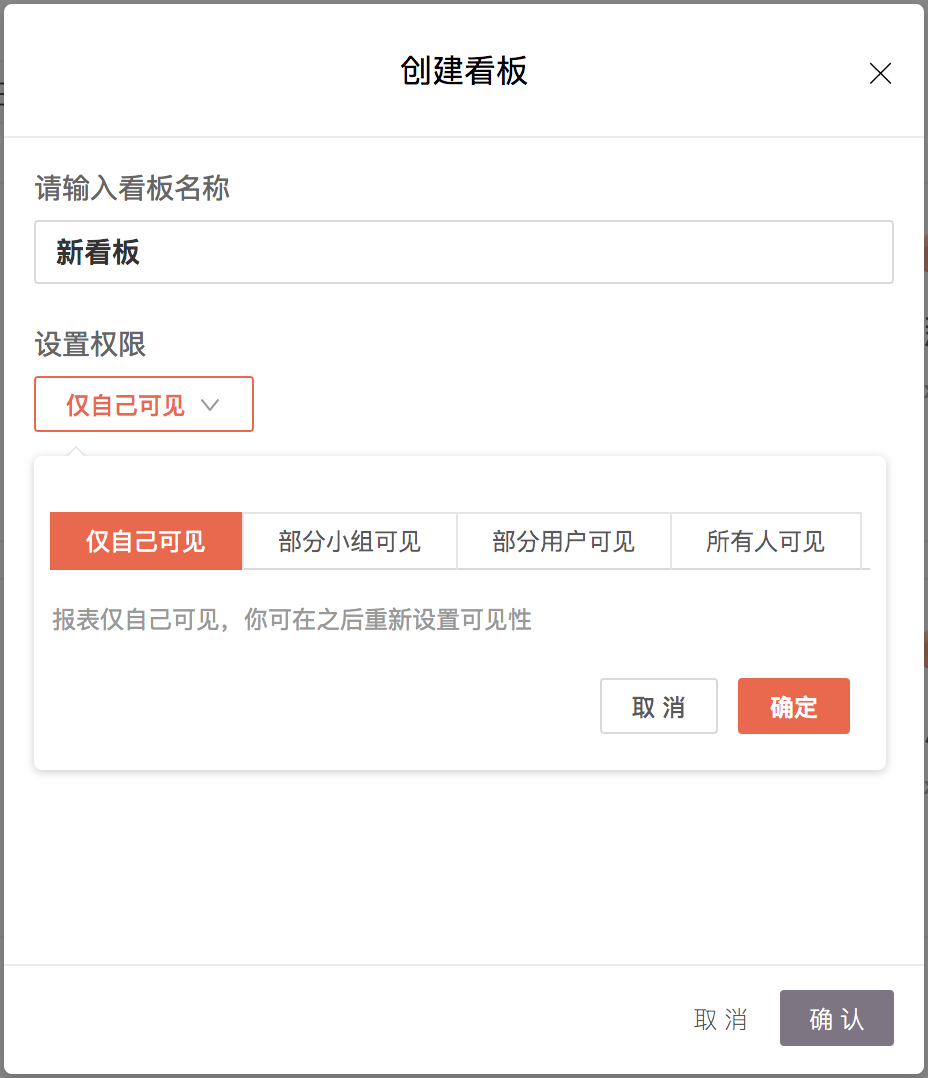 创建看板
请输入看板名称
新看板
设置权限
仅自己可见
仅自己可见 部分小组可见 部分用户可见 所有人可见
报表仅自己可见，你可在之后重新设置可见性
取 消 确定
取 消 确 认